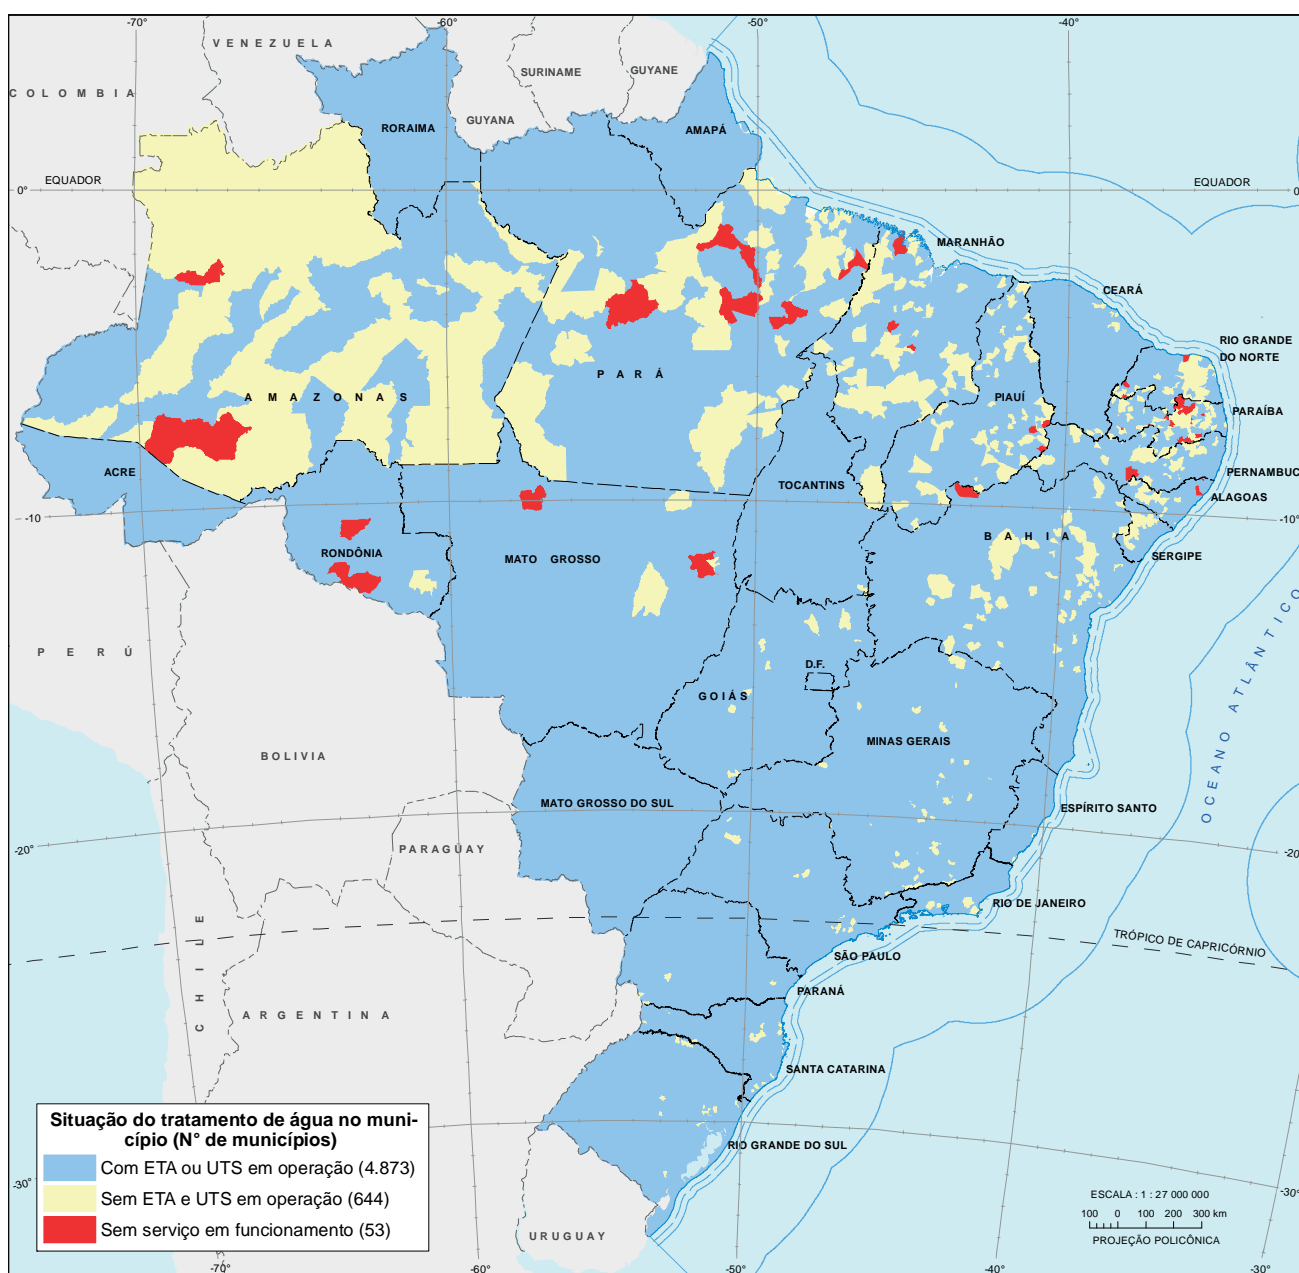 -70°
-60°
-50°
-40°
VENEZUELA
SURINAME
GUYANE
COLOMBIA
GUYANA
RORAIMA
AMAPÁ
EQUADOR
EQUADOR
0°
0
MARANHÃO
CEARÁ
RIO GRANDE
DO NORTE
PARÁ
AMAZONAS
PIAUÍ
PARAÍBA
ACRE
TOCANTINS
PERNAMBUC
ALAGOAS
-10
-10°
BAHIA
RONDÔNIA
MATO GROSSO
SERGIPE
PERÚ
D.F.
GOIÁS
OCEANO ATLÂNTICO
MINAS GERAIS
BOLIVIA
MATO GROSSO DO SUL
ESPÍRITO SANTO
-20°
PARAGUAY
-20
RIO DE JANEIRO
CHILE
TRÓPICO DE CAPRICÓRNIO
SÃO PAULO
PARANÁ
ARGENTINA
SANTA CATARINA
RIO GRANDE DO SUL
Situação do tratamento de água no muni-
cípio (N° de municípios)
Com ETA ou UTS em operação (4.873)
Sem ETA e UTS em operação (644)
Sem serviço em funcionamento (53)
-30°
-30°
URUGUAY
ESCALA : 1 : 27 000 000
100 0 100 200 300 km
PROJEÇÃO POLICÔNICA
-70°
-60°
-50°
-40°
-30°